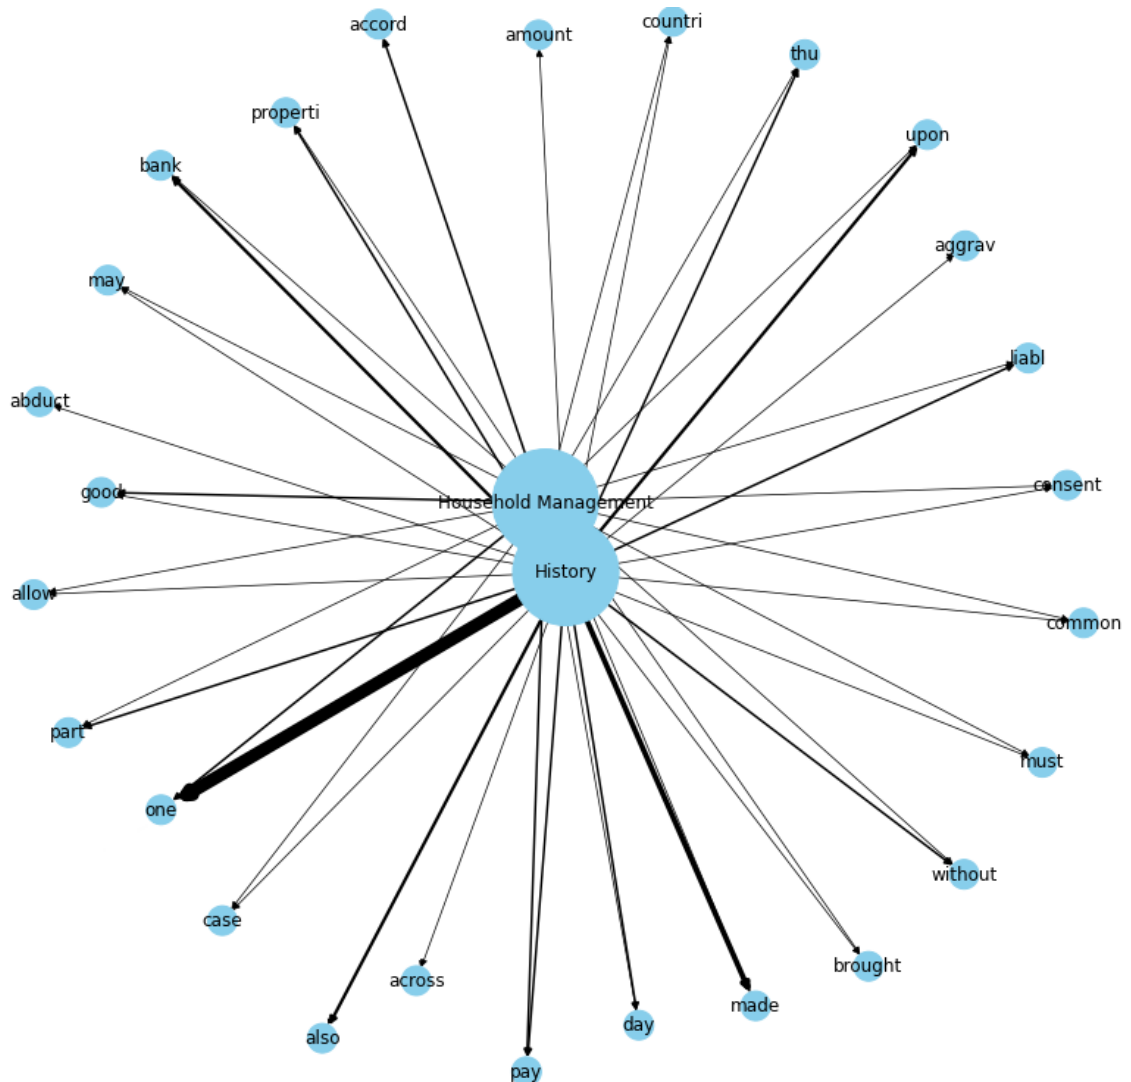 accord
amount
countri
thu
properti
upon
bank
aggrav
may
liabl
abduct
good
Household Management
consent
History
allow
common
part
must
one
without
case
brought
across
made
also
day
pay